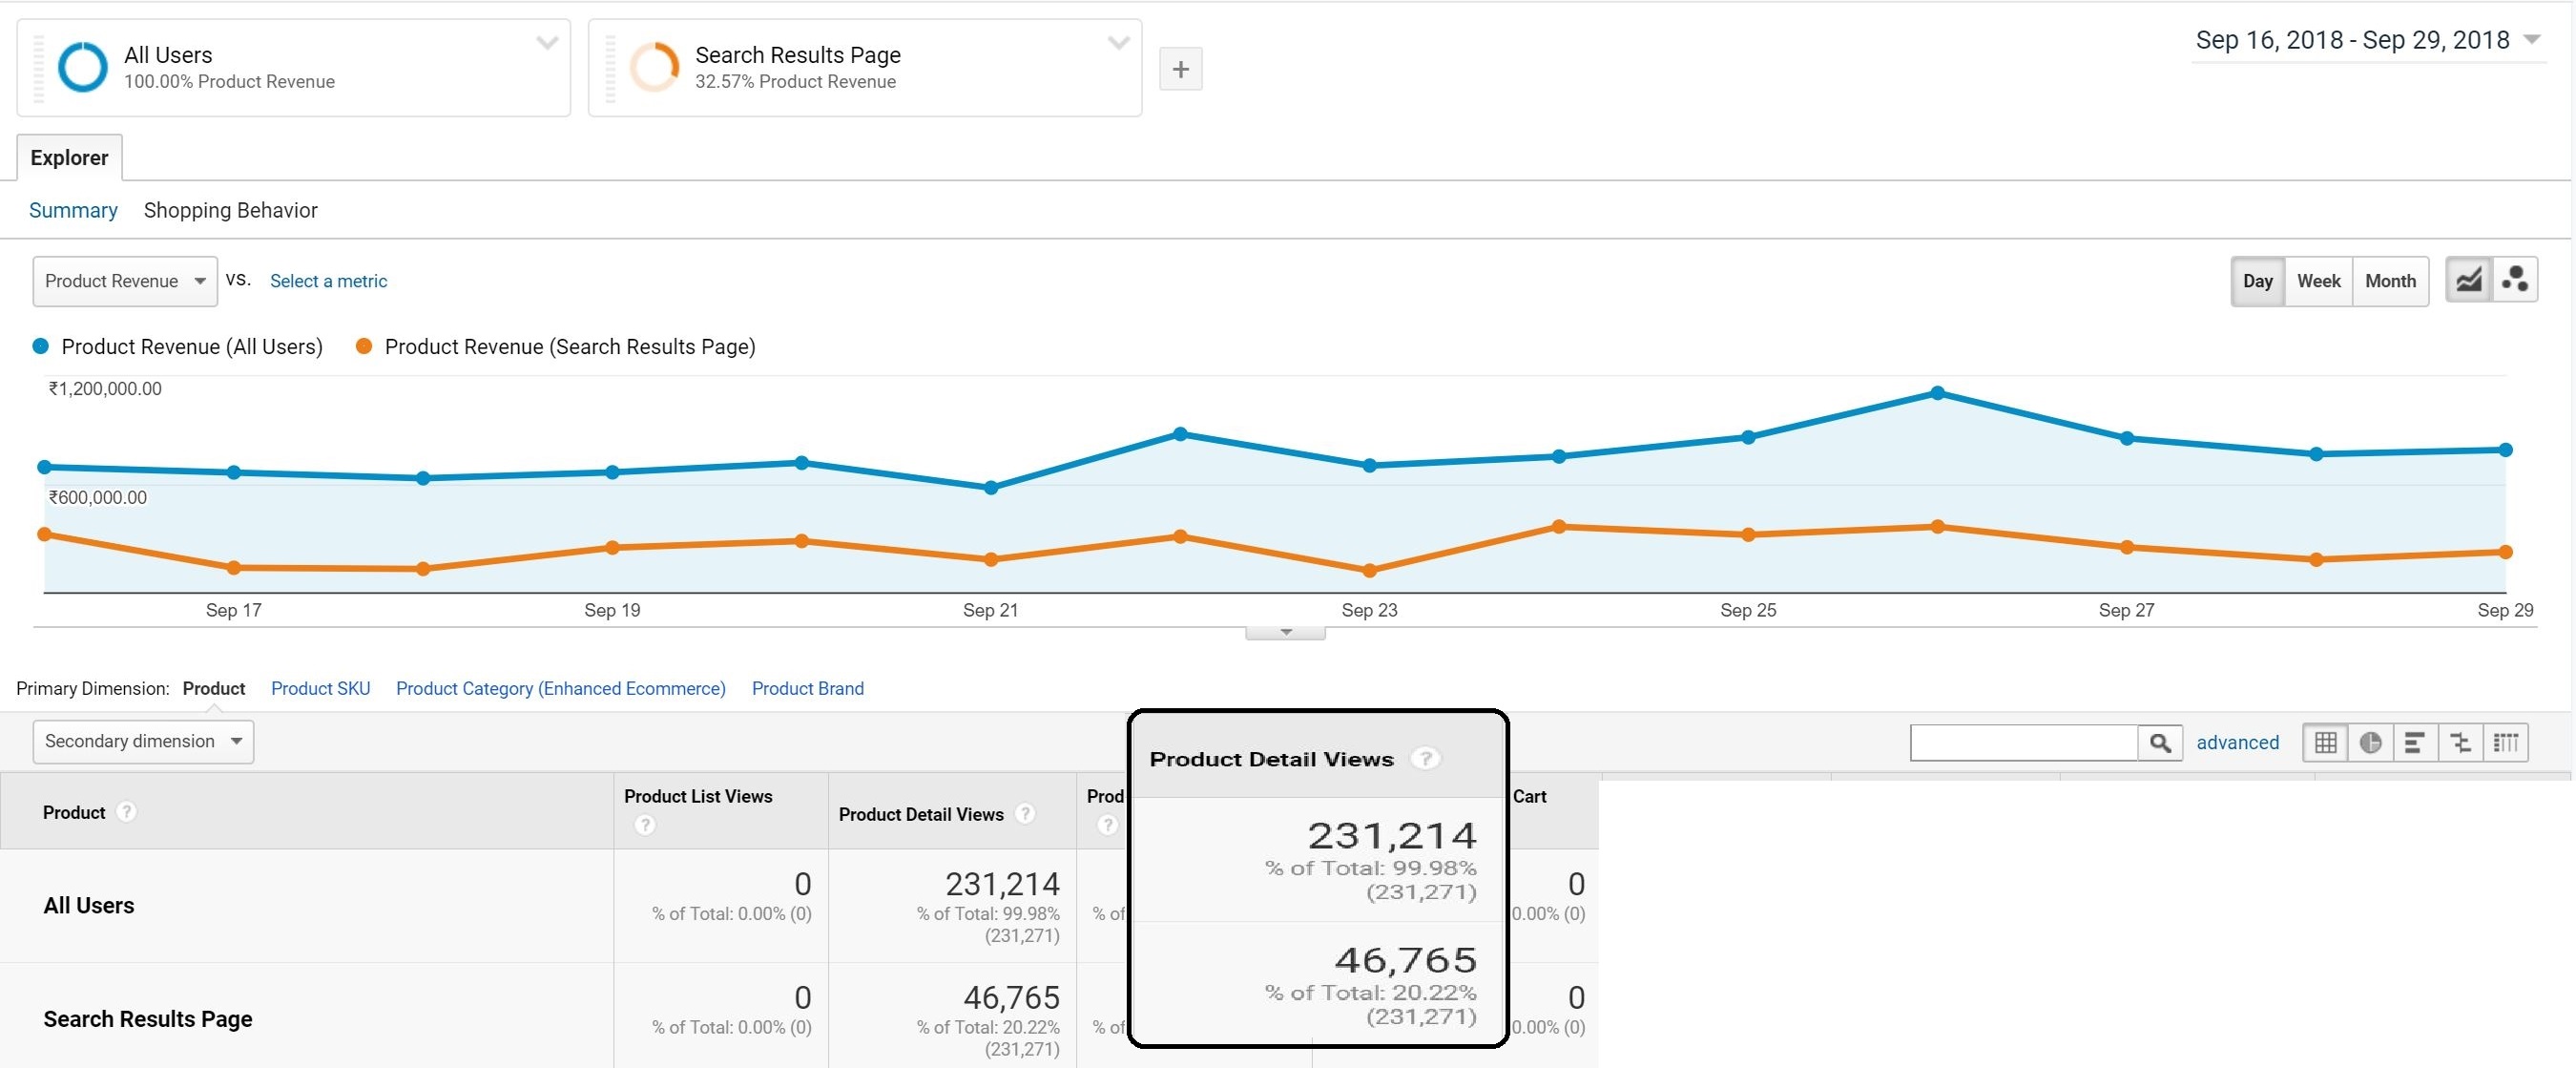 All Users
100.00% Product Revenue
Search Results Page
32.57% Product Revenue
+
Sep 16, 2018 - Sep 29, 2018
Explorer
Summary Shopping Behavior
Product Revenue VS. Select a metric
Day Week Month
Product Revenue (All Users) Product Revenue (Search Results Page)
₹1,200,000.00
₹600,000.00
Sep 17 Sep 19 Sep 21 Sep 23 Sep 25 Sep 27 Sep 29
Primary Dimension: Product Product SKU Product Category (Enhanced Ecommerce) Product Brand
Secondary dimension
advanced
Product ? Product List Views ? Product Detail Views ? Prod ? Cart
All Users
0
% of Total: 0.00% (0)
231,214
% of Total: 99.98%
(231,271)
% of
0
0.00% (0)
Search Results Page
0
% of Total: 0.00% (0)
46,765
% of Total: 20.22%
(231,271)
% of
0
0.00% (0)
Product Detail Views ?
231,214
% of Total: 99.98%
(231,271)
46,765
% of Total: 20.22%
(231,271)